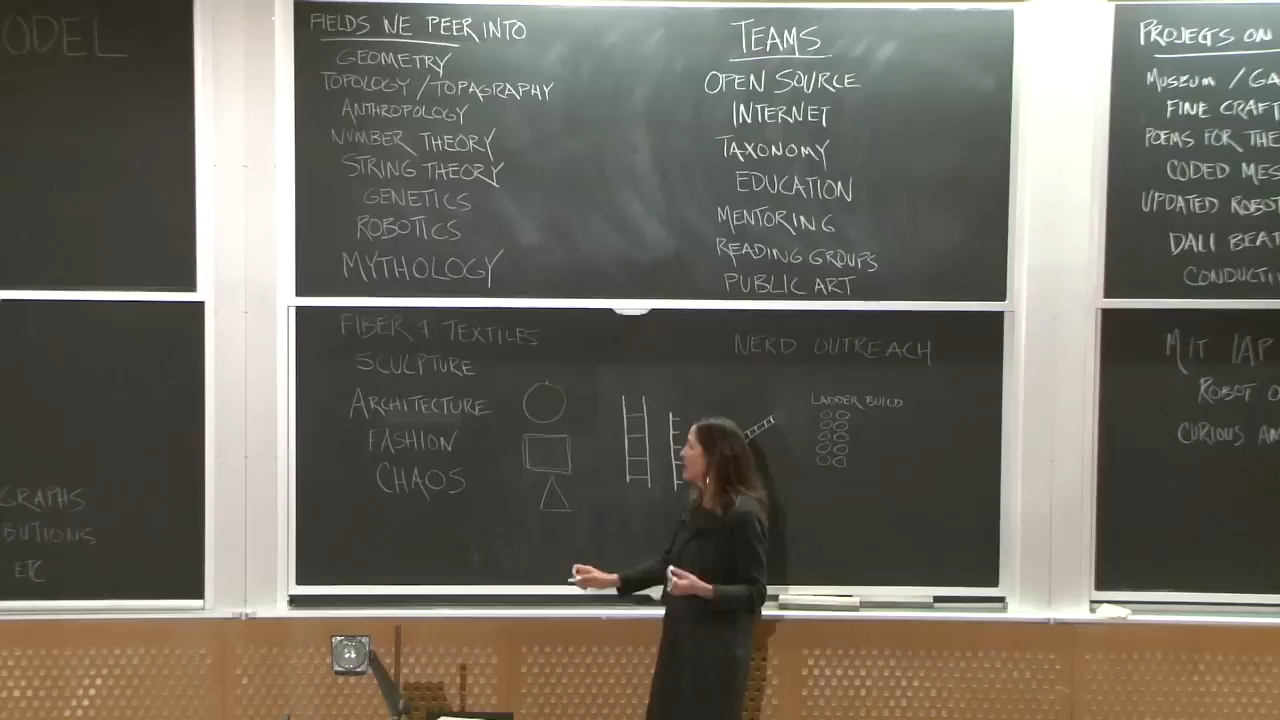 ODEL
GRAPHS
BUTIONS
ETC
FIELDS WE PEER INTO
GEOMETRY
TOPOLOGY / TOPAGRAPHY
ANTHROPOLOGY
NUMBER THEORY
STRING THEORY
GENETICS
ROBOTICS
MYTHOLOGY
FIBER & TEXTILES
SCULPTURE
ARCHITECTURE
FASHION
CHAOS
TEAMS
OPEN SOURCE
INTERNET
TAXONOMY
EDUCATION
MENTORING
READING GROUPS
PUBLIC ART
NERD OUTREACH
LADDER BUILD
PROJECTS ON
MUSEUM / GA
FINE CRAFT
POEMS FOR THE
CODED MES
UPDATED ROBOT
DALI BEAT
CONDUCTI
MIT IAP
ROBOT O
CURIOUS AN